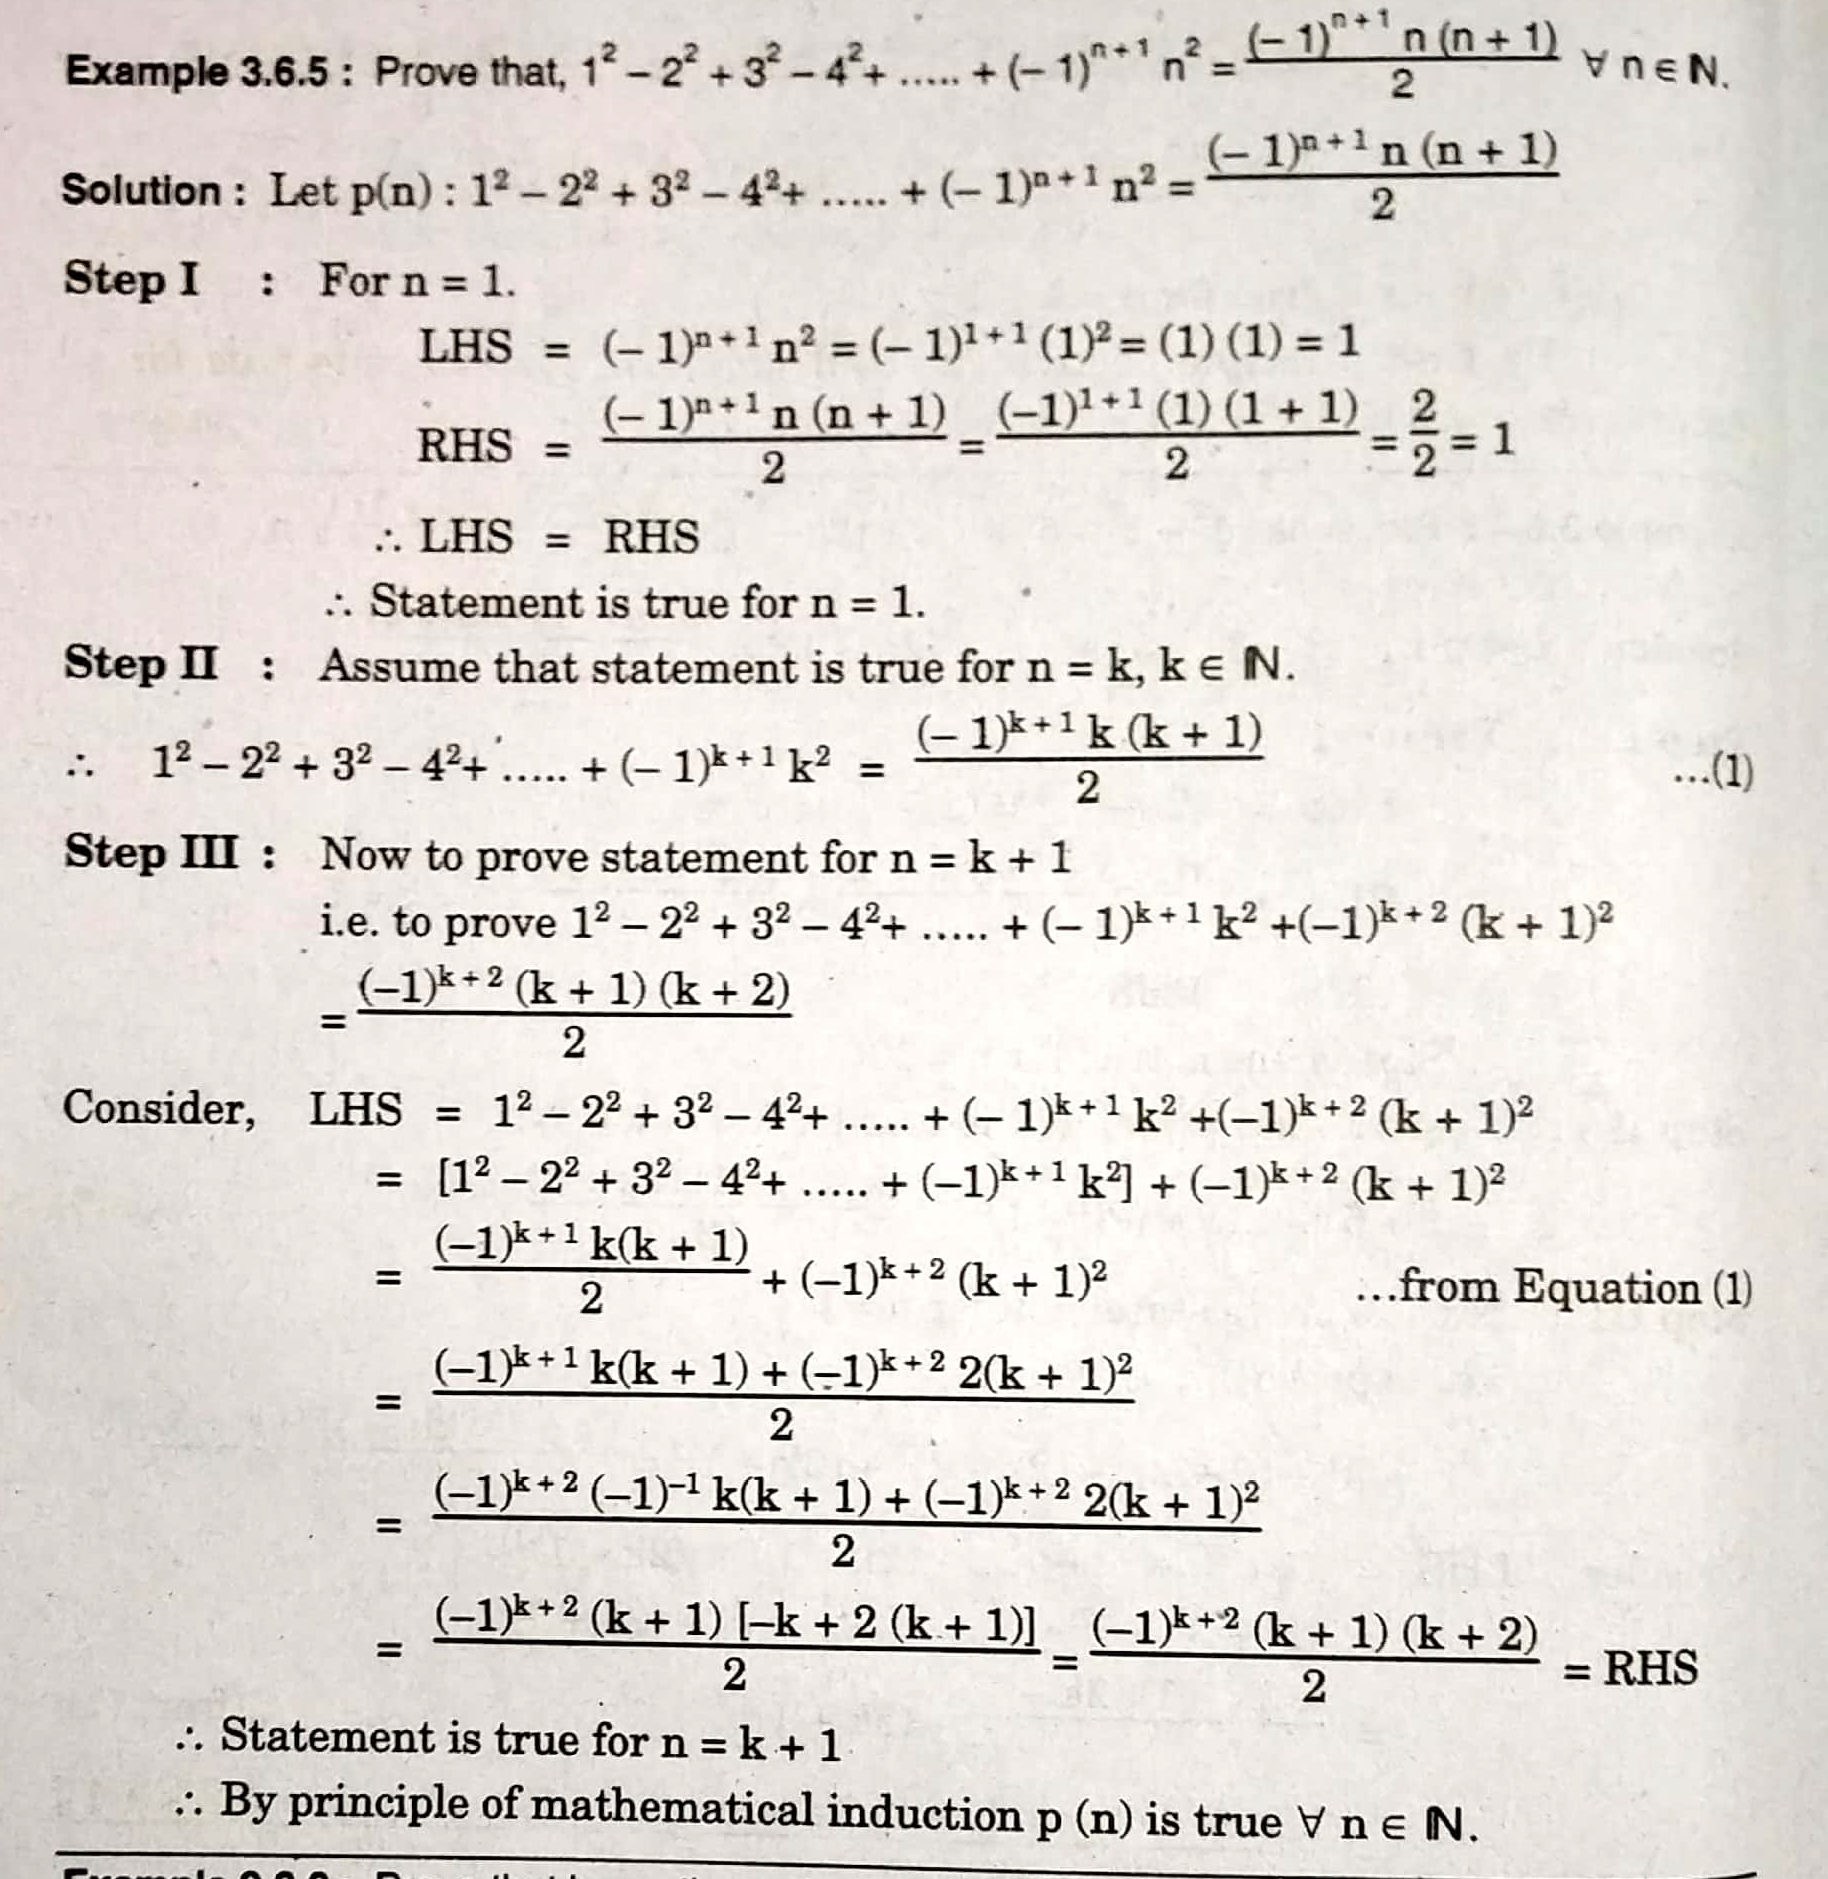 Example 3.6.5 : Prove that, 1² – 2² + 3² – 4²+ ..... + (– 1)ⁿ⁺¹ n² = (– 1)ⁿ⁺¹ n (n + 1) / 2 ∀ n ∈ N.
Solution : Let p(n) : 1² – 2² + 3² – 4²+ ..... + (– 1)ⁿ⁺¹ n² = (– 1)ⁿ⁺¹ n (n + 1) / 2
Step I : For n = 1.
LHS = (– 1)ⁿ⁺¹ n² = (– 1)¹⁺¹ (1)² = (1) (1) = 1
RHS = (– 1)ⁿ⁺¹ n (n + 1) / 2 = (–1)¹⁺¹ (1) (1 + 1) / 2 = 2 / 2 = 1
∴ LHS = RHS
∴ Statement is true for n = 1.
Step II : Assume that statement is true for n = k, k ∈ ℕ.
∴ 1² – 2² + 3² – 4²+ ..... + (– 1)ᵏ⁺¹ k² = (– 1)ᵏ⁺¹ k (k + 1) / 2 ...(1)
Step III : Now to prove statement for n = k + 1
i.e. to prove 1² – 2² + 3² – 4²+ ..... + (– 1)ᵏ⁺¹ k² +(–1)ᵏ⁺² (k + 1)²
= (–1)ᵏ⁺² (k + 1) (k + 2) / 2
Consider, LHS = 1² – 2² + 3² – 4²+ ..... + (– 1)ᵏ⁺¹ k² +(–1)ᵏ⁺² (k + 1)²
= [1² – 2² + 3² – 4²+ ..... + (–1)ᵏ⁺¹ k²] + (–1)ᵏ⁺² (k + 1)²
= (–1)ᵏ⁺¹ k(k + 1) / 2 + (–1)ᵏ⁺² (k + 1)² ...from Equation (1)
= (–1)ᵏ⁺¹ k(k + 1) + (–1)ᵏ⁺² 2(k + 1)² / 2
= (–1)ᵏ⁺² (–1)⁻¹ k(k + 1) + (–1)ᵏ⁺² 2(k + 1)² / 2
= (–1)ᵏ⁺² (k + 1) [–k + 2 (k + 1)] / 2 = (–1)ᵏ⁺² (k + 1) (k + 2) / 2 = RHS
∴ Statement is true for n = k + 1
∴ By principle of mathematical induction p (n) is true ∀ n ∈ ℕ.